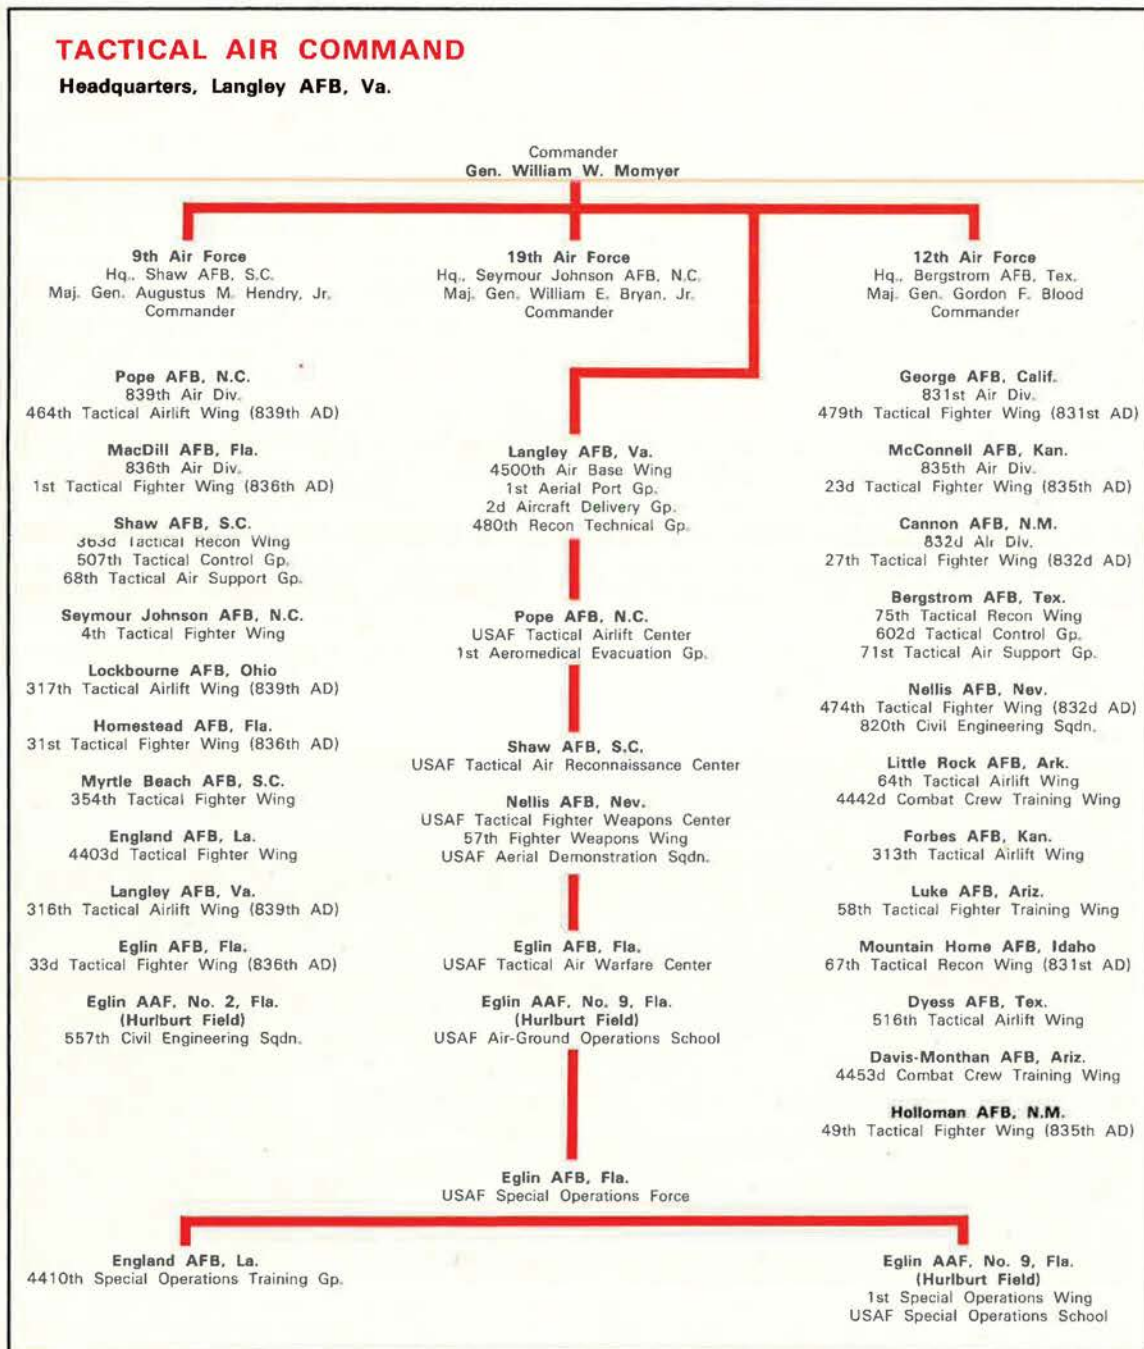 TACTICAL AIR COMMAND
Headquarters, Langley AFB, Va.
Commander
Gen. William W. Momyer
9th Air Force
Hq., Shaw AFB, S.C.
Maj. Gen. Augustus M. Hendry, Jr.
Commander
19th Air Force
Hq., Seymour Johnson AFB, N.C.
Maj. Gen. William E. Bryan, Jr.
Commander
12th Air Force
Hq., Bergstrom AFB, Tex.
Maj. Gen. Gordon F. Blood
Commander
Pope AFB, N.C.
839th Air Div.
464th Tactical Airlift Wing (839th AD)
MacDill AFB, Fla.
836th Air Div.
1st Tactical Fighter Wing (836th AD)
Shaw AFB, S.C.
363d Tactical Recon Wing
507th Tactical Control Gp.
68th Tactical Air Support Gp.
Seymour Johnson AFB, N.C.
4th Tactical Fighter Wing
Lockbourne AFB, Ohio
317th Tactical Airlift Wing (839th AD)
Homestead AFB, Fla.
31st Tactical Fighter Wing (836th AD)
Myrtle Beach AFB, S.C.
354th Tactical Fighter Wing
England AFB, La.
4403d Tactical Fighter Wing
Langley AFB, Va.
316th Tactical Airlift Wing (839th AD)
Eglin AFB, Fla.
33d Tactical Fighter Wing (836th AD)
Eglin AAF, No. 2, Fla.
(Hurlburt Field)
557th Civil Engineering Sqdn.
Langley AFB, Va.
4500th Air Base Wing
1st Aerial Port Gp.
2d Aircraft Delivery Gp.
480th Recon Technical Gp.
Pope AFB, N.C.
USAF Tactical Airlift Center
1st Aeromedical Evacuation Gp.
Shaw AFB, S.C.
USAF Tactical Air Reconnaissance Center
Nellis AFB, Nev.
USAF Tactical Fighter Weapons Center
57th Fighter Weapons Wing
USAF Aerial Demonstration Sqdn.
Eglin AFB, Fla.
USAF Tactical Air Warfare Center
Eglin AAF, No. 9, Fla.
(Hurlburt Field)
USAF Air-Ground Operations School
George AFB, Calif.
831st Air Div.
479th Tactical Fighter Wing (831st AD)
McConnell AFB, Kan.
835th Air Div.
23d Tactical Fighter Wing (835th AD)
Cannon AFB, N.M.
832d Air Div.
27th Tactical Fighter Wing (832d AD)
Bergstrom AFB, Tex.
75th Tactical Recon Wing
602d Tactical Control Gp.
71st Tactical Air Support Gp.
Nellis AFB, Nev.
474th Tactical Fighter Wing (832d AD)
820th Civil Engineering Sqdn.
Little Rock AFB, Ark.
64th Tactical Airlift Wing
4442d Combat Crew Training Wing
Forbes AFB, Kan.
313th Tactical Airlift Wing
Luke AFB, Ariz.
58th Tactical Fighter Training Wing
Mountain Home AFB, Idaho
67th Tactical Recon Wing (831st AD)
Dyess AFB, Tex.
516th Tactical Airlift Wing
Davis-Monthan AFB, Ariz.
4453d Combat Crew Training Wing
Holloman AFB, N.M.
49th Tactical Fighter Wing (835th AD)
Eglin AFB, Fla.
USAF Special Operations Force
England AFB, La.
4410th Special Operations Training Gp.
Eglin AAF, No. 9, Fla.
(Hurlburt Field)
1st Special Operations Wing
USAF Special Operations School